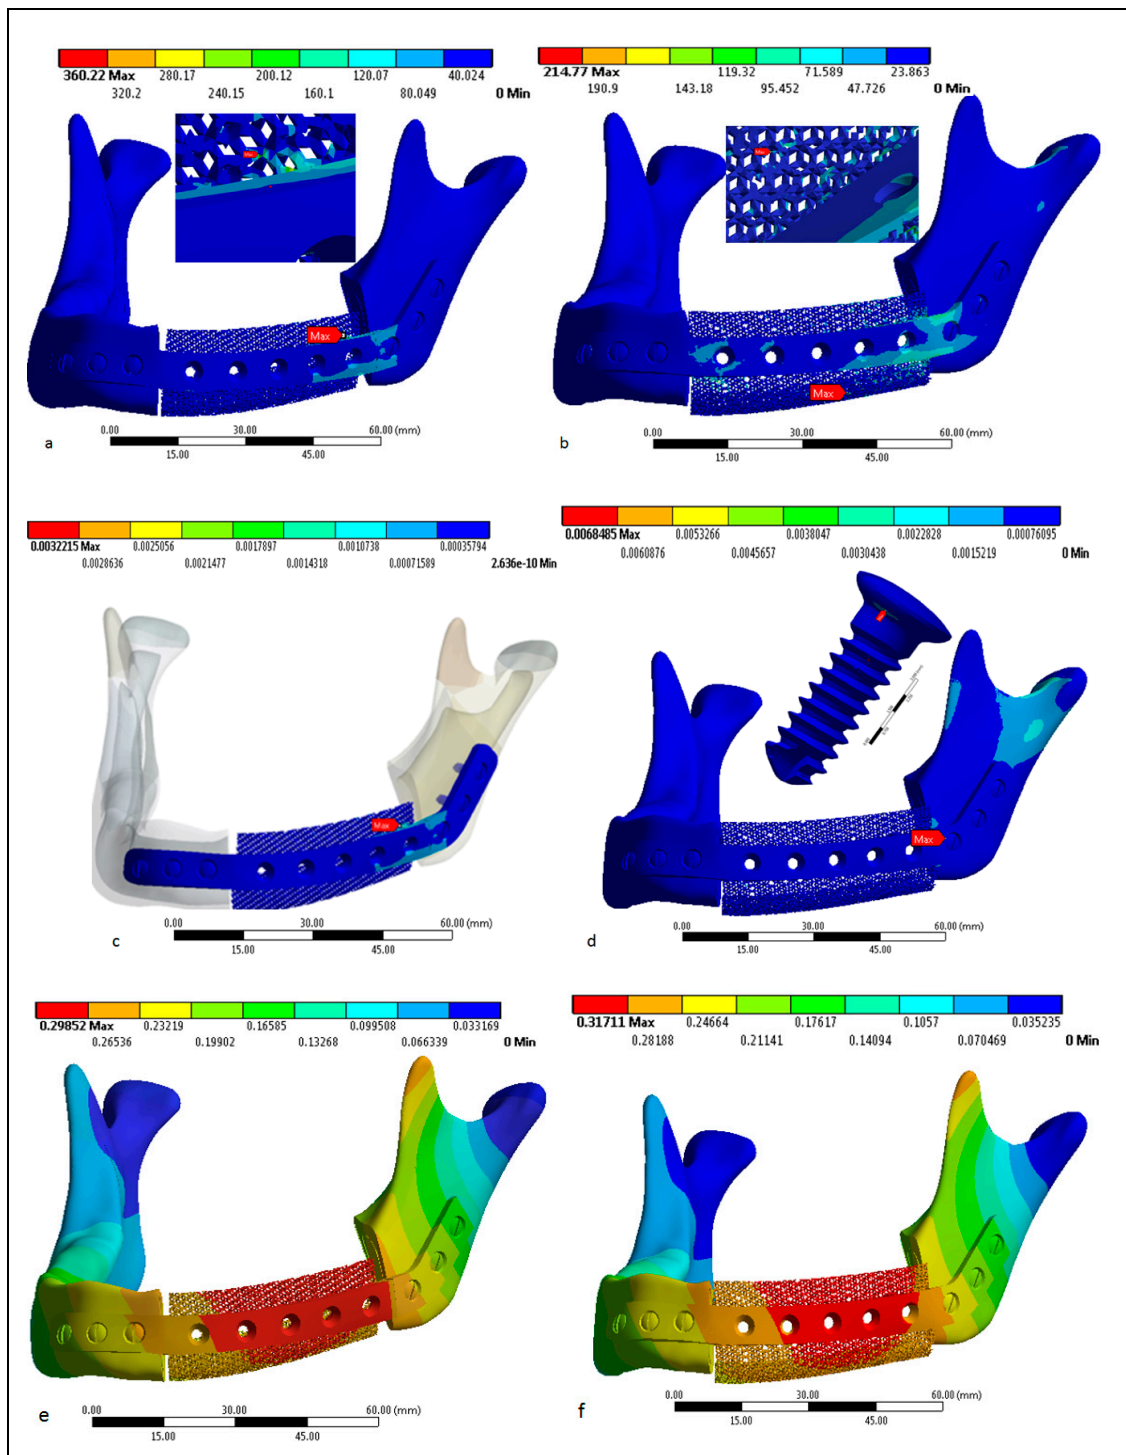 360.22 Max 280.17 200.12 120.07 40.024
320.2 240.15 160.1 80.049 0 Min
Max
Max
a
0.00 30.00 60.00 (mm)
15.00 45.00
214.77 Max 119.32 71.589 23.863
190.9 143.18 95.452 47.726 0 Min
Max
Max
b
0.00 30.00 60.00 (mm)
15.00 45.00
0.0032215 Max 0.0025056 0.0017897 0.0010738 0.00035794
0.0028636 0.0021477 0.0014318 0.00071589 2.636e-10 Min
Max
c
0.00 30.00 60.00 (mm)
15.00 45.00
0.0068485 Max 0.0053266 0.0038047 0.0022828 0.00076095
0.0060876 0.0045657 0.0030438 0.0015219 0 Min
Max
d
0.00 30.00 60.00 (mm)
15.00 45.00
0.29852 Max 0.23219 0.16585 0.099508 0.033169
0.26536 0.19902 0.13268 0.066339 0 Min
e
0.00 30.00 60.00 (mm)
15.00 45.00
0.31711 Max 0.24664 0.17617 0.1057 0.035235
0.28188 0.21141 0.14094 0.070469 0 Min
f
0.00 30.00 60.00 (mm)
15.00 45.00